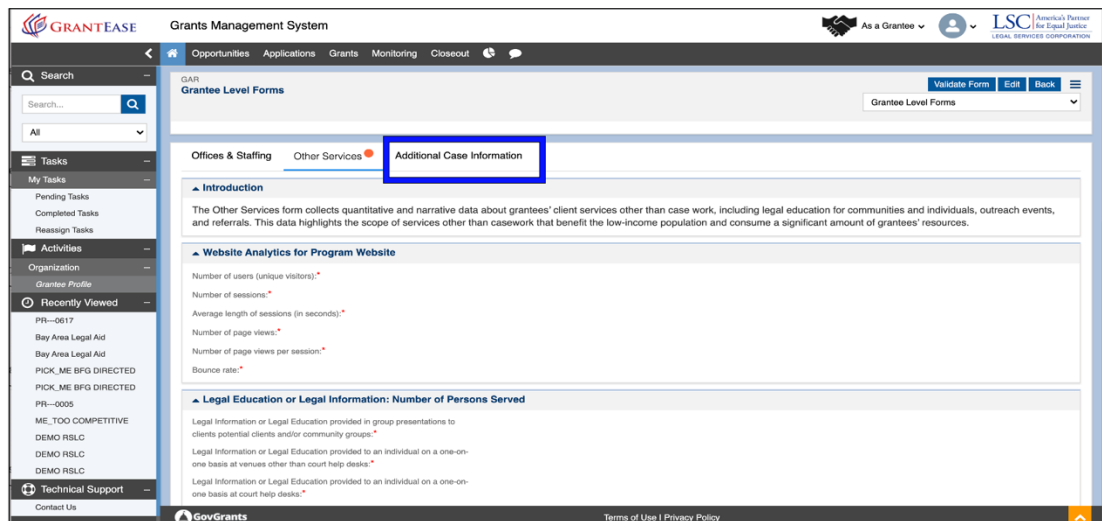 GRANTEASE
Grants Management System
As a Grantee
LSC America's Partner for Equal Justice
LEGAL SERVICES CORPORATION
Opportunities Applications Grants Monitoring Closeout
Search
Search...
All
Tasks
My Tasks
Pending Tasks
Completed Tasks
Reassign Tasks
Activities
Organization
Grantee Profile
Recently Viewed
PR---0617
Bay Area Legal Aid
Bay Area Legal Aid
PICK_ME BFG DIRECTED
PICK_ME BFG DIRECTED
PR---0005
ME_TOO COMPETITIVE
DEMO RSLC
DEMO RSLC
DEMO RSLC
Technical Support
Contact Us
GAR
Grantee Level Forms
Validate Form Edit Back
Grantee Level Forms
Offices & Staffing Other Services Additional Case Information
Introduction
The Other Services form collects quantitative and narrative data about grantees' client services other than case work, including legal education for communities and individuals, outreach events,
and referrals. This data highlights the scope of services other than casework that benefit the low-income population and consume a significant amount of grantees' resources.
Website Analytics for Program Website
Number of users (unique visitors):*
Number of sessions:*
Average length of sessions (in seconds):*
Number of page views:*
Number of page views per session:*
Bounce rate:*
Legal Education or Legal Information: Number of Persons Served
Legal Information or Legal Education provided in group presentations to
clients potential clients and/or community groups:*
Legal Information or Legal Education provided to an individual on a one-on-
one basis at venues other than court help desks:*
Legal Information or Legal Education provided to an individual on a one-on-
one basis at court help desks:*
GovGrants
Terms of Use | Privacy Policy